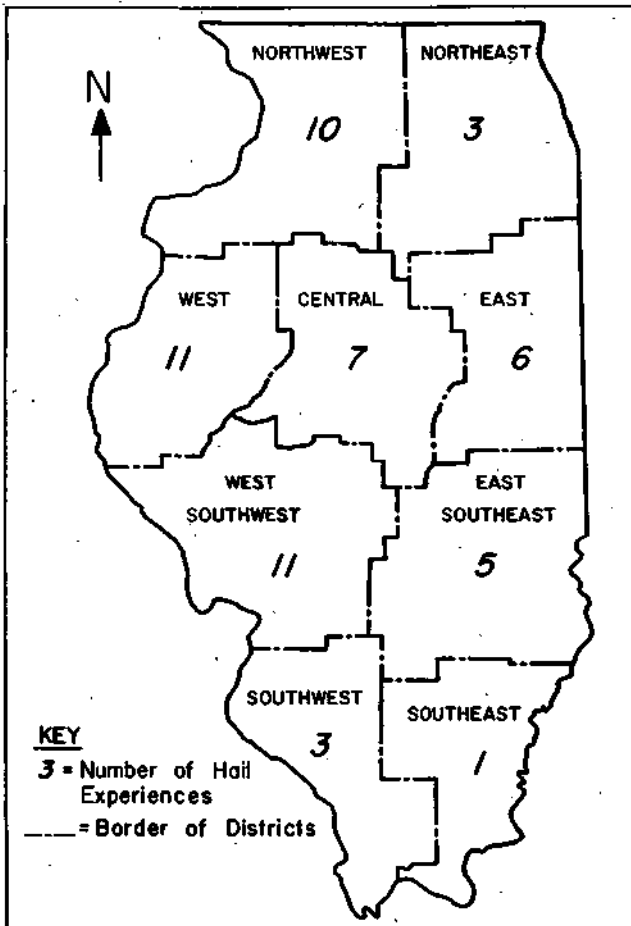 NORTHWEST
NORTHEAST
N
10
3
WEST
CENTRAL
EAST
11
7
6
WEST
SOUTHWEST
11
EAST
SOUTHEAST
5
SOUTHWEST
3
SOUTHEAST
1
KEY
3 = Number of Hail
Experiences
= Border of Districts